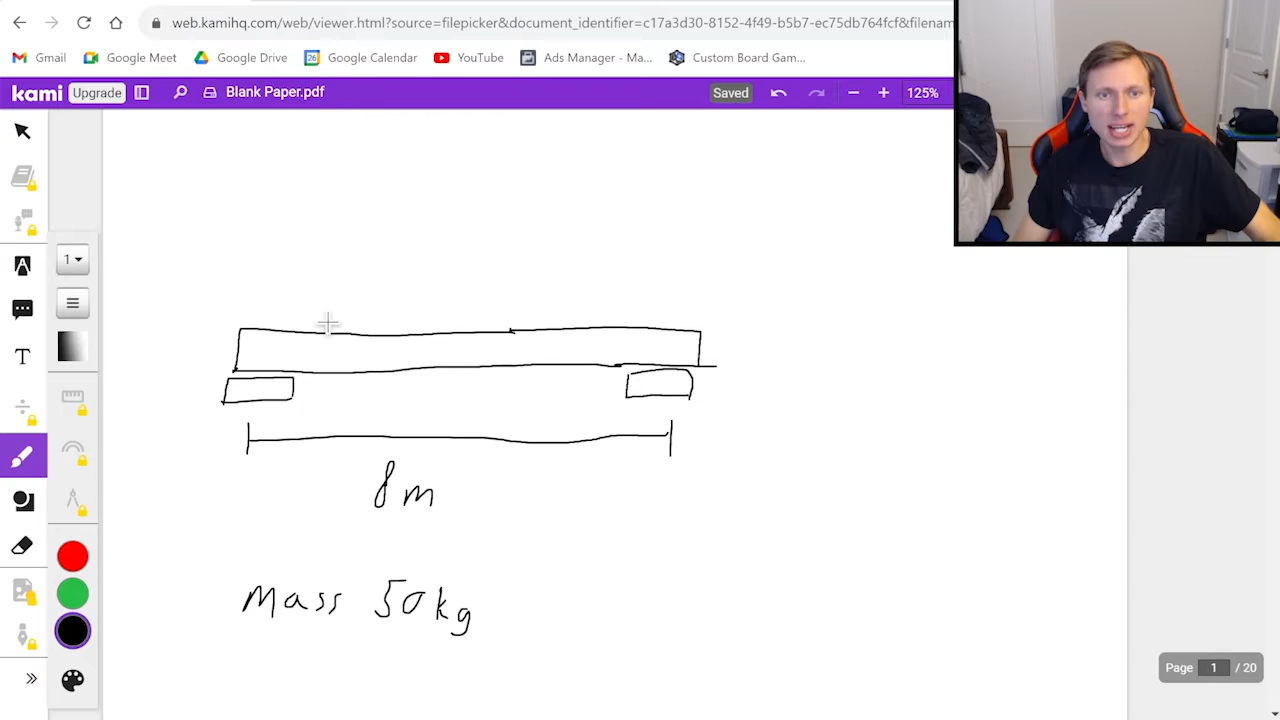 web.kamihq.com/web/viewer.html?source=filepicker&document_identifier=c17a3d30-8152-4f49-b5b7-ec75db764fcf&filenam
Gmail Google Meet Google Drive 26 Google Calendar YouTube Ads Manager - Ma... Custom Board Gam...
kami Upgrade Blank Paper.pdf Saved 125%
1
A
T
8m
Mass 50kg
Page 1 / 20